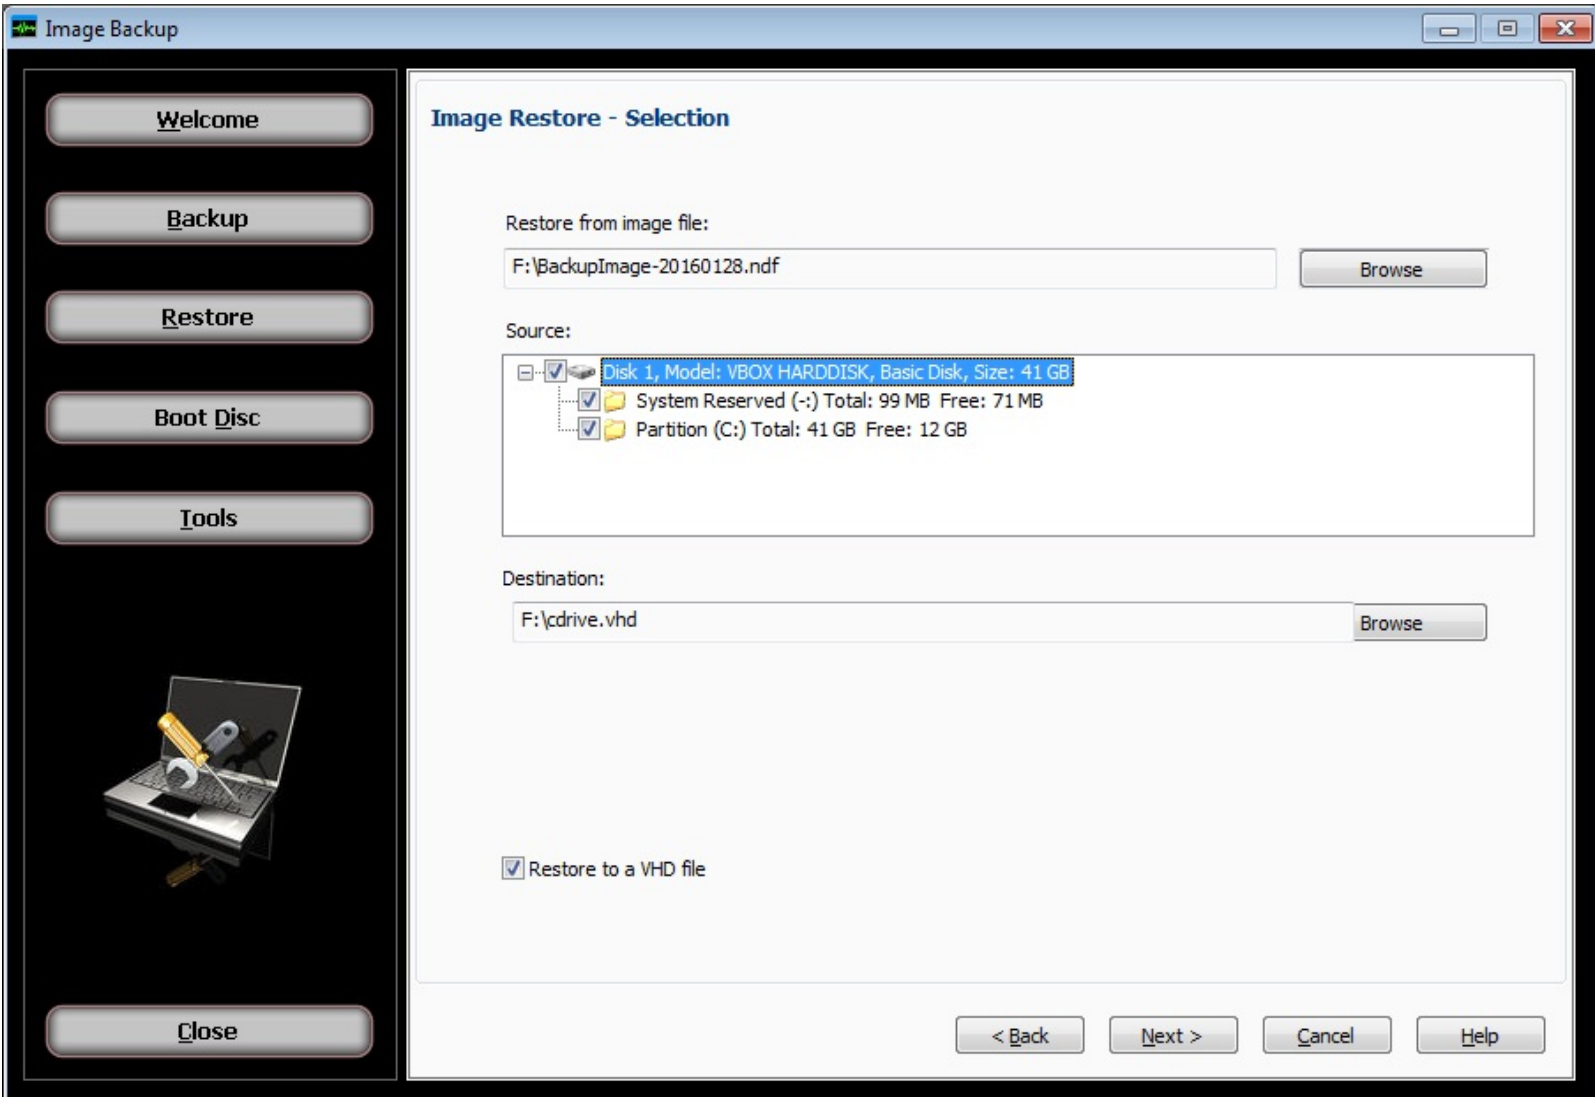 Image Backup
Welcome
Backup
Restore
Boot Disc
Tools
Close
Image Restore - Selection
Restore from image file:
F:\BackupImage-20160128.ndf
Browse
Source:
Disk 1, Model: VBOX HARDDISK, Basic Disk, Size: 41 GB
System Reserved (-:) Total: 99 MB Free: 71 MB
Partition (C:) Total: 41 GB Free: 12 GB
Destination:
F:\cdrive.vhd
Browse
Restore to a VHD file
< Back
Next >
Cancel
Help